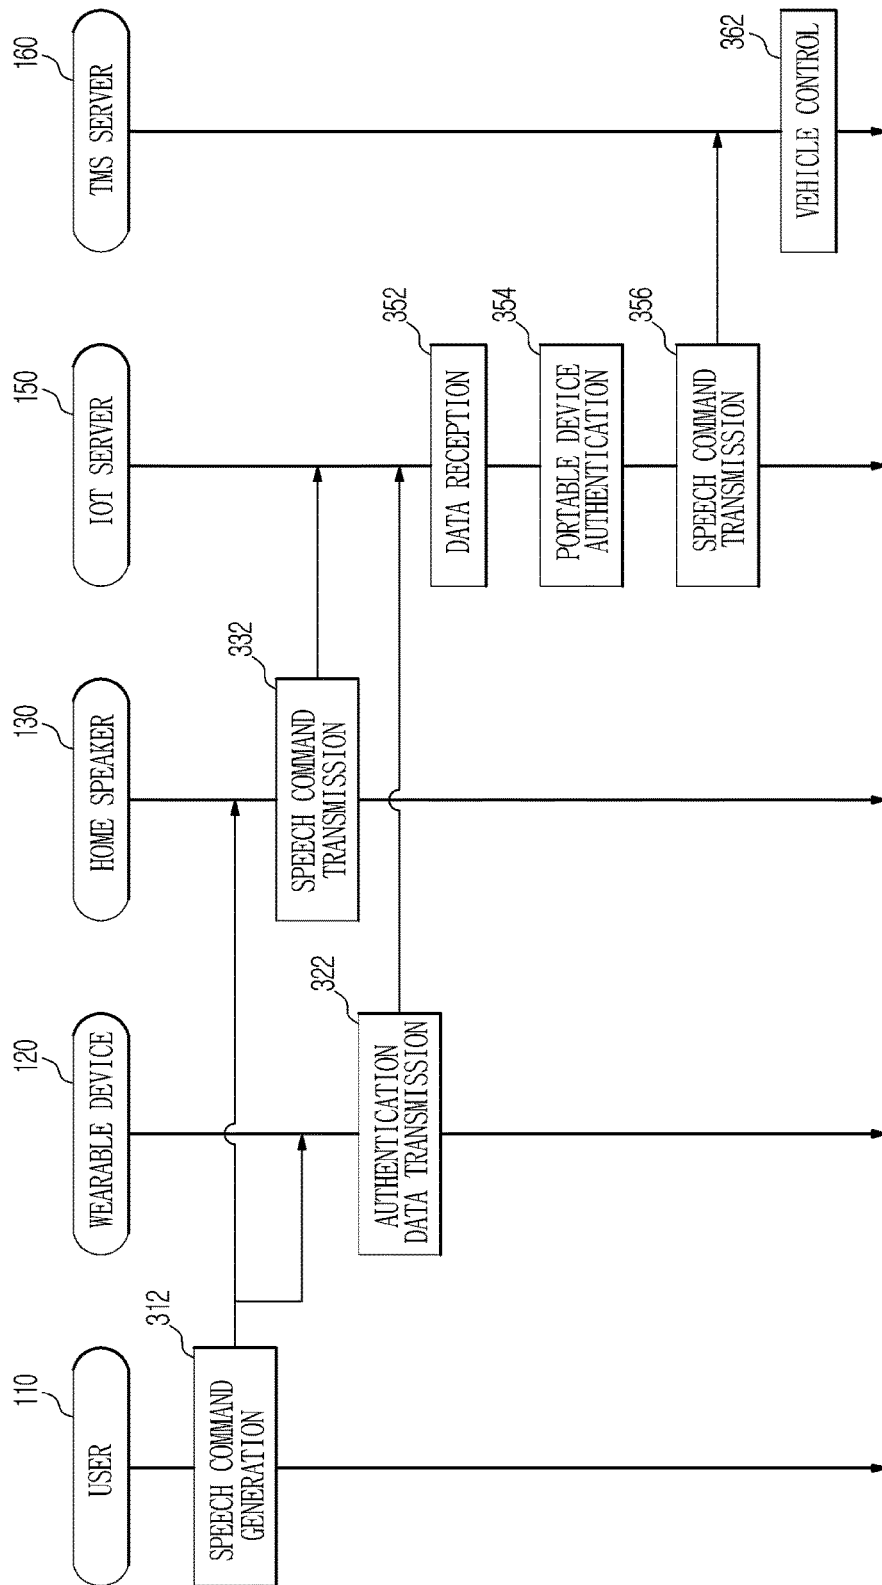 110
USER
120
WEARABLE DEVICE
130
HOME SPEAKER
150
IOT SERVER
160
TMS SERVER
312
SPEECH COMMAND
GENERATION
332
SPEECH COMMAND
TRANSMISSION
322
AUTHENTICATION
DATA TRANSMISSION
352
DATA RECEPTION
354
PORTABLE DEVICE
AUTHENTICATION
356
SPEECH COMMAND
TRANSMISSION
362
VEHICLE CONTROL